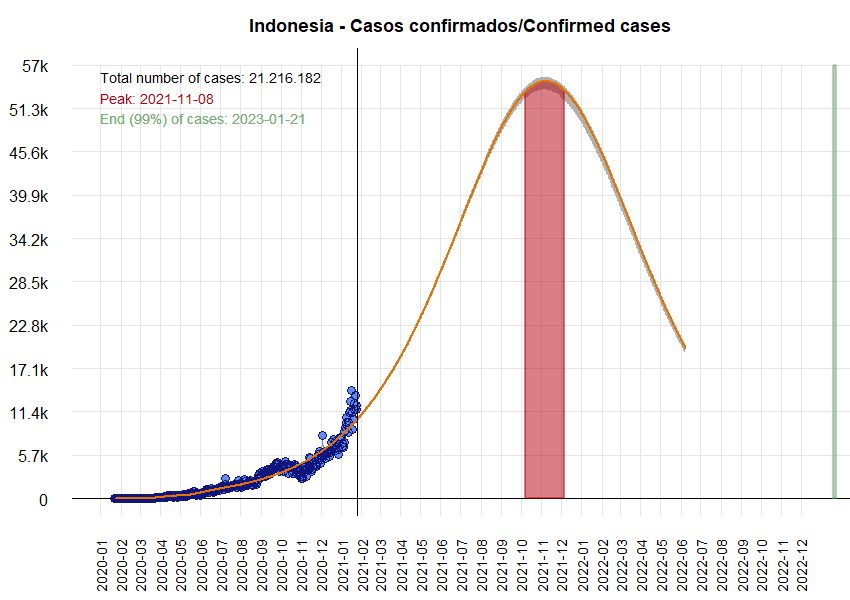 Indonesia - Casos confirmados/Confirmed cases
57k
51.3k
45.6k
39.9k
34.2k
28.5k
22.8k
17.1k
11.4k
5.7k
0
Total number of cases: 21.216.182
Peak: 2021-11-08
End (99%) of cases: 2023-01-21
2020-01
2020-02
2020-03
2020-04
2020-05
2020-06
2020-07
2020-08
2020-09
2020-10
2020-11
2020-12
2021-01
2021-02
2021-03
2021-04
2021-05
2021-06
2021-07
2021-08
2021-09
2021-10
2021-11
2021-12
2022-01
2022-02
2022-03
2022-04
2022-05
2022-06
2022-07
2022-08
2022-09
2022-10
2022-11
2022-12